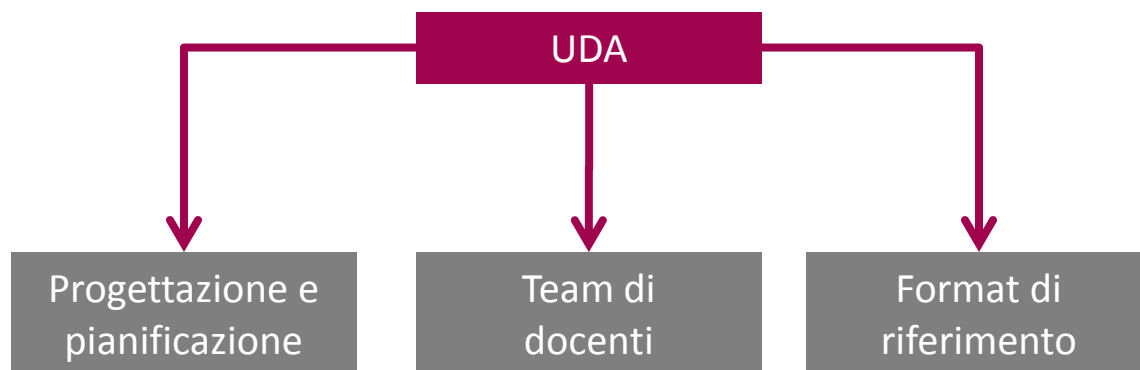 UDA
Progettazione e
pianificazione
Team di
docenti
Format di
riferimento